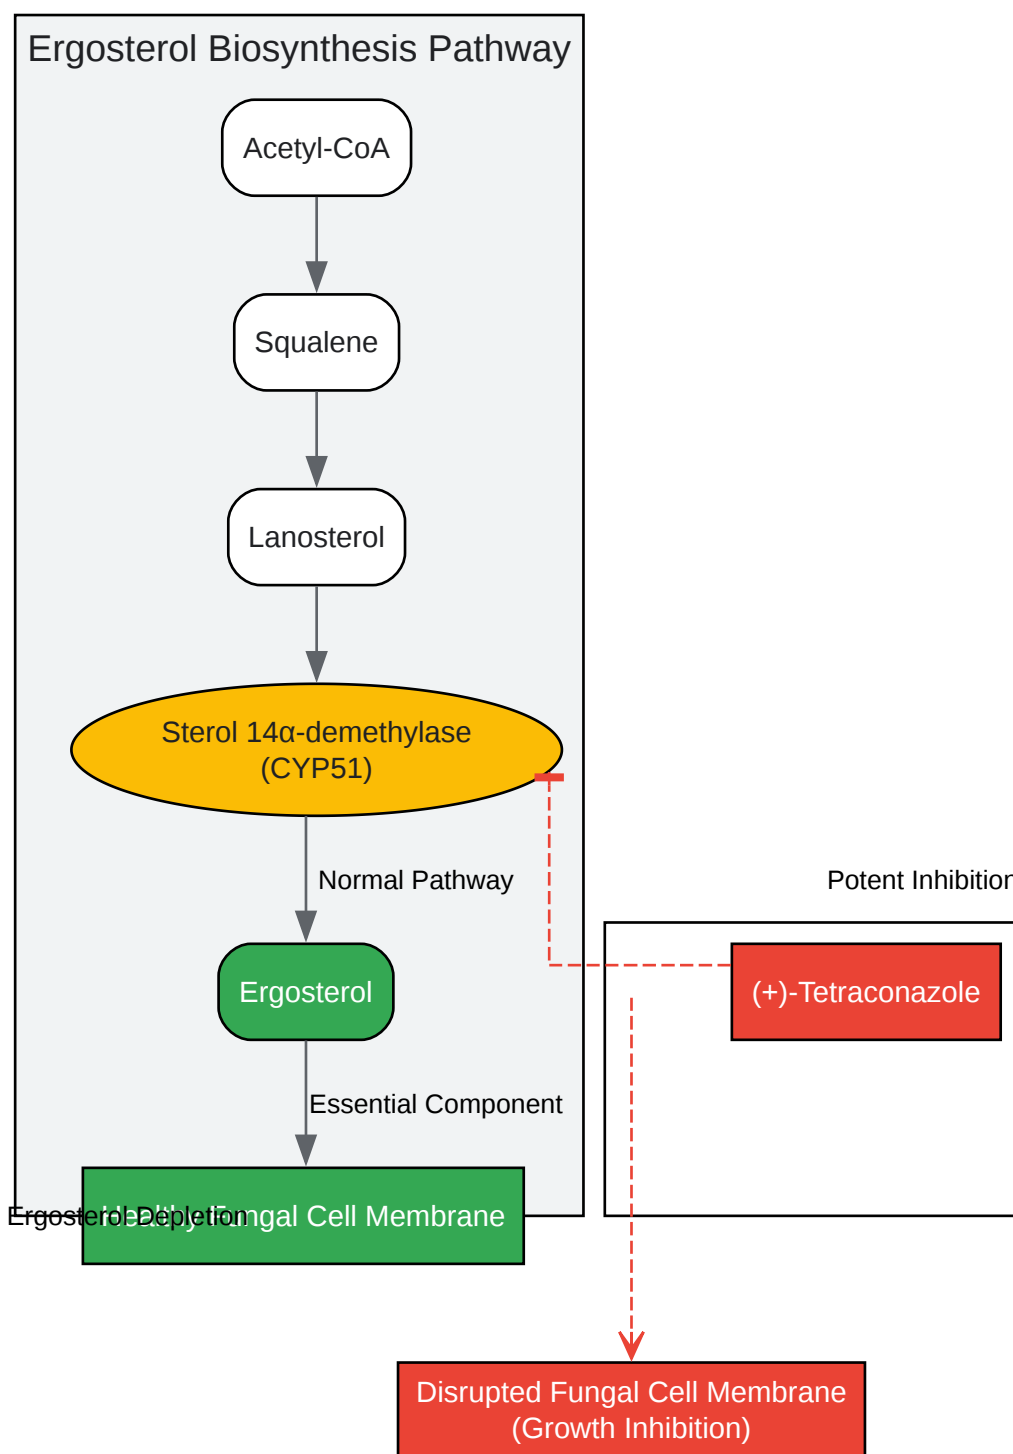 Ergosterol Biosynthesis Pathway
Acetyl-CoA
Squalene
Lanosterol
Sterol 14α-demethylase
(CYP51)
Normal Pathway
Potent Inhibition
Ergosterol
(+)-Tetraconazole
Essential Component
Ergosterol Depletion
Healthy Fungal Cell Membrane
Disrupted Fungal Cell Membrane
(Growth Inhibition)